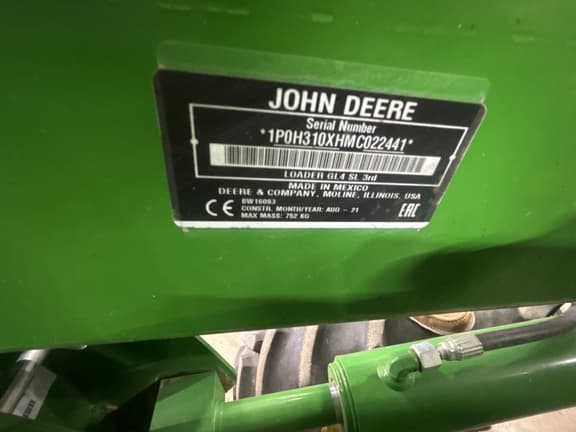 JOHN DEERE
Serial Number
*1P0H310XHMC022441*
LOADER GL4 SL 3rd
MADE IN MEXICO
DEERE & COMPANY, MOLINE, ILLINOIS, USA
CE BW16083 EAC
CONSTR. MONTH/YEAR: AUG - 21
MAX MASS: 752 KG